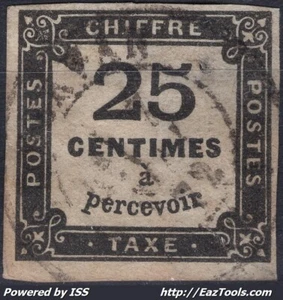 · CHIFFRE ·
POSTES
25
CENTIMES
à
percevoir
POSTES
· TAXE ·
Powered by ISS
http://EazTools.com